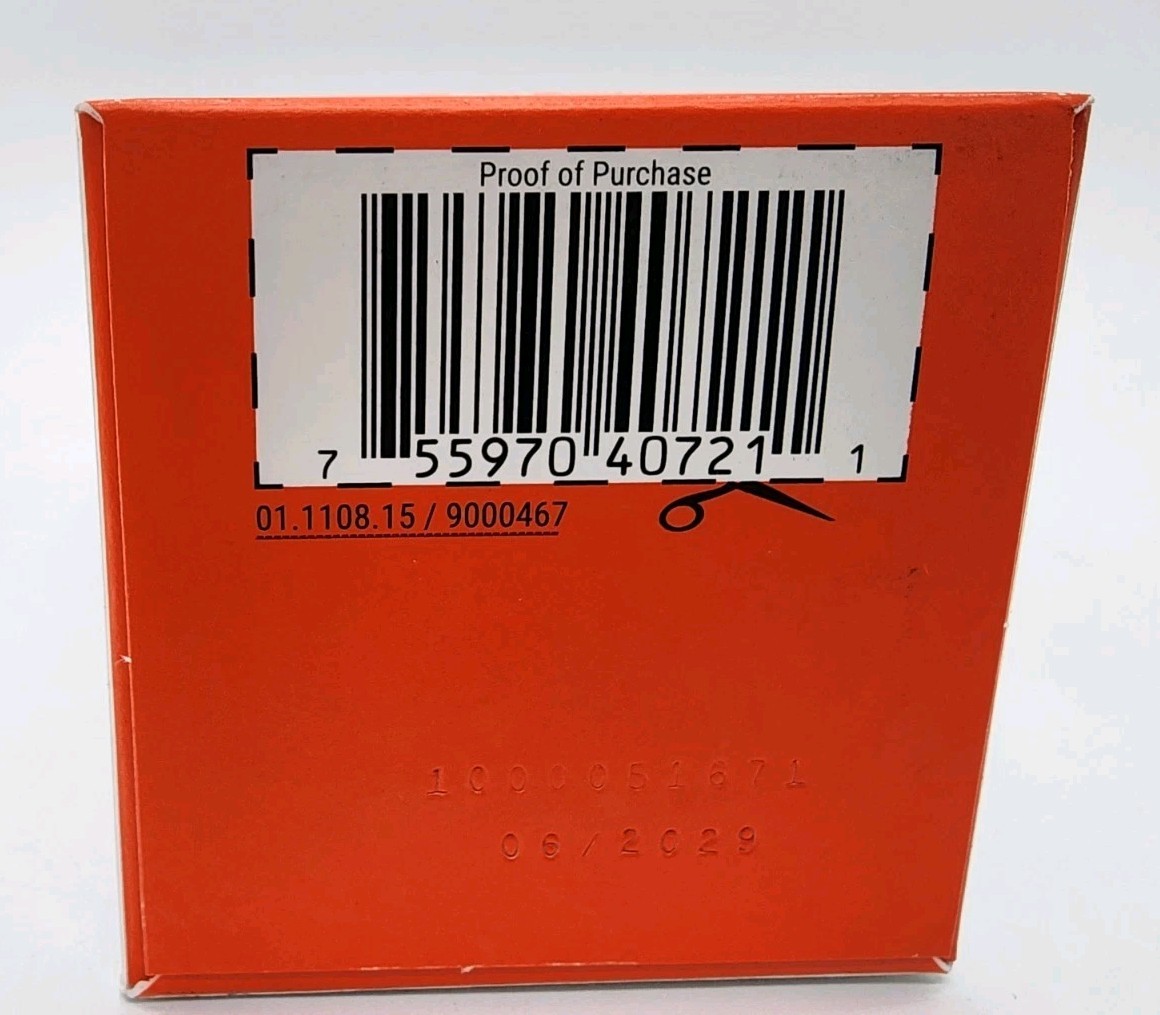 Proof of Purchase
7 55970 40721 1
01.1108.15 / 9000467
1000051671
06/2029